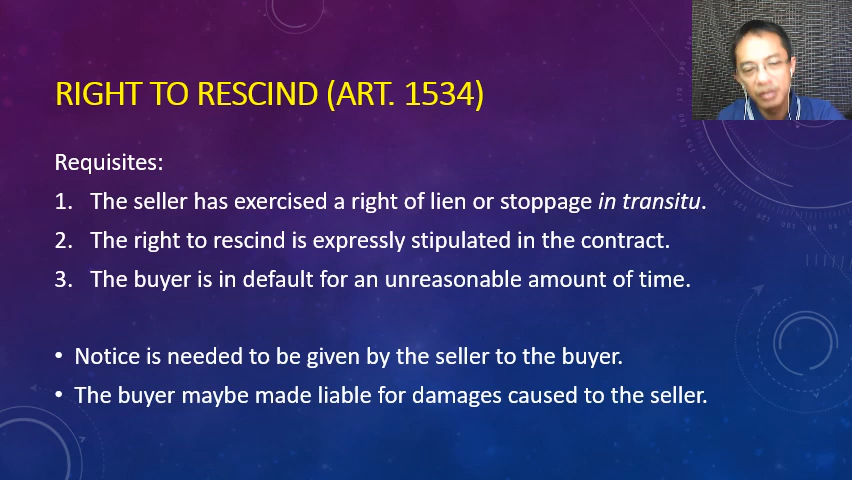 RIGHT TO RESCIND (ART. 1534)
Requisites:
1. The seller has exercised a right of lien or stoppage in transitu.
2. The right to rescind is expressly stipulated in the contract.
3. The buyer is in default for an unreasonable amount of time.
• Notice is needed to be given by the seller to the buyer.
• The buyer maybe made liable for damages caused to the seller.